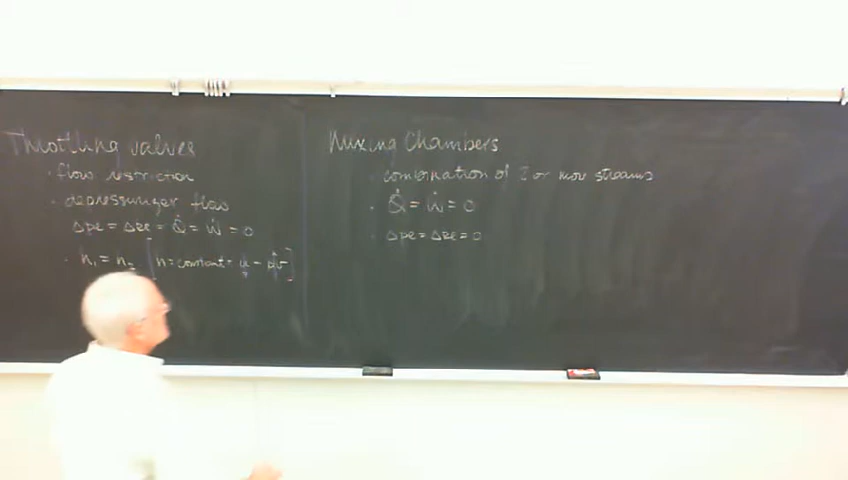 Throttling valves
· flow restriction
· depressurizer flow
Δpe = Δke = Q̇ = Ẇ = 0
· h₁ = h₂ [h = constant = u - pv]
Mixing Chambers
· combination of 2 or more streams
· Q̇ = Ẇ = 0
· Δpe = Δke = 0